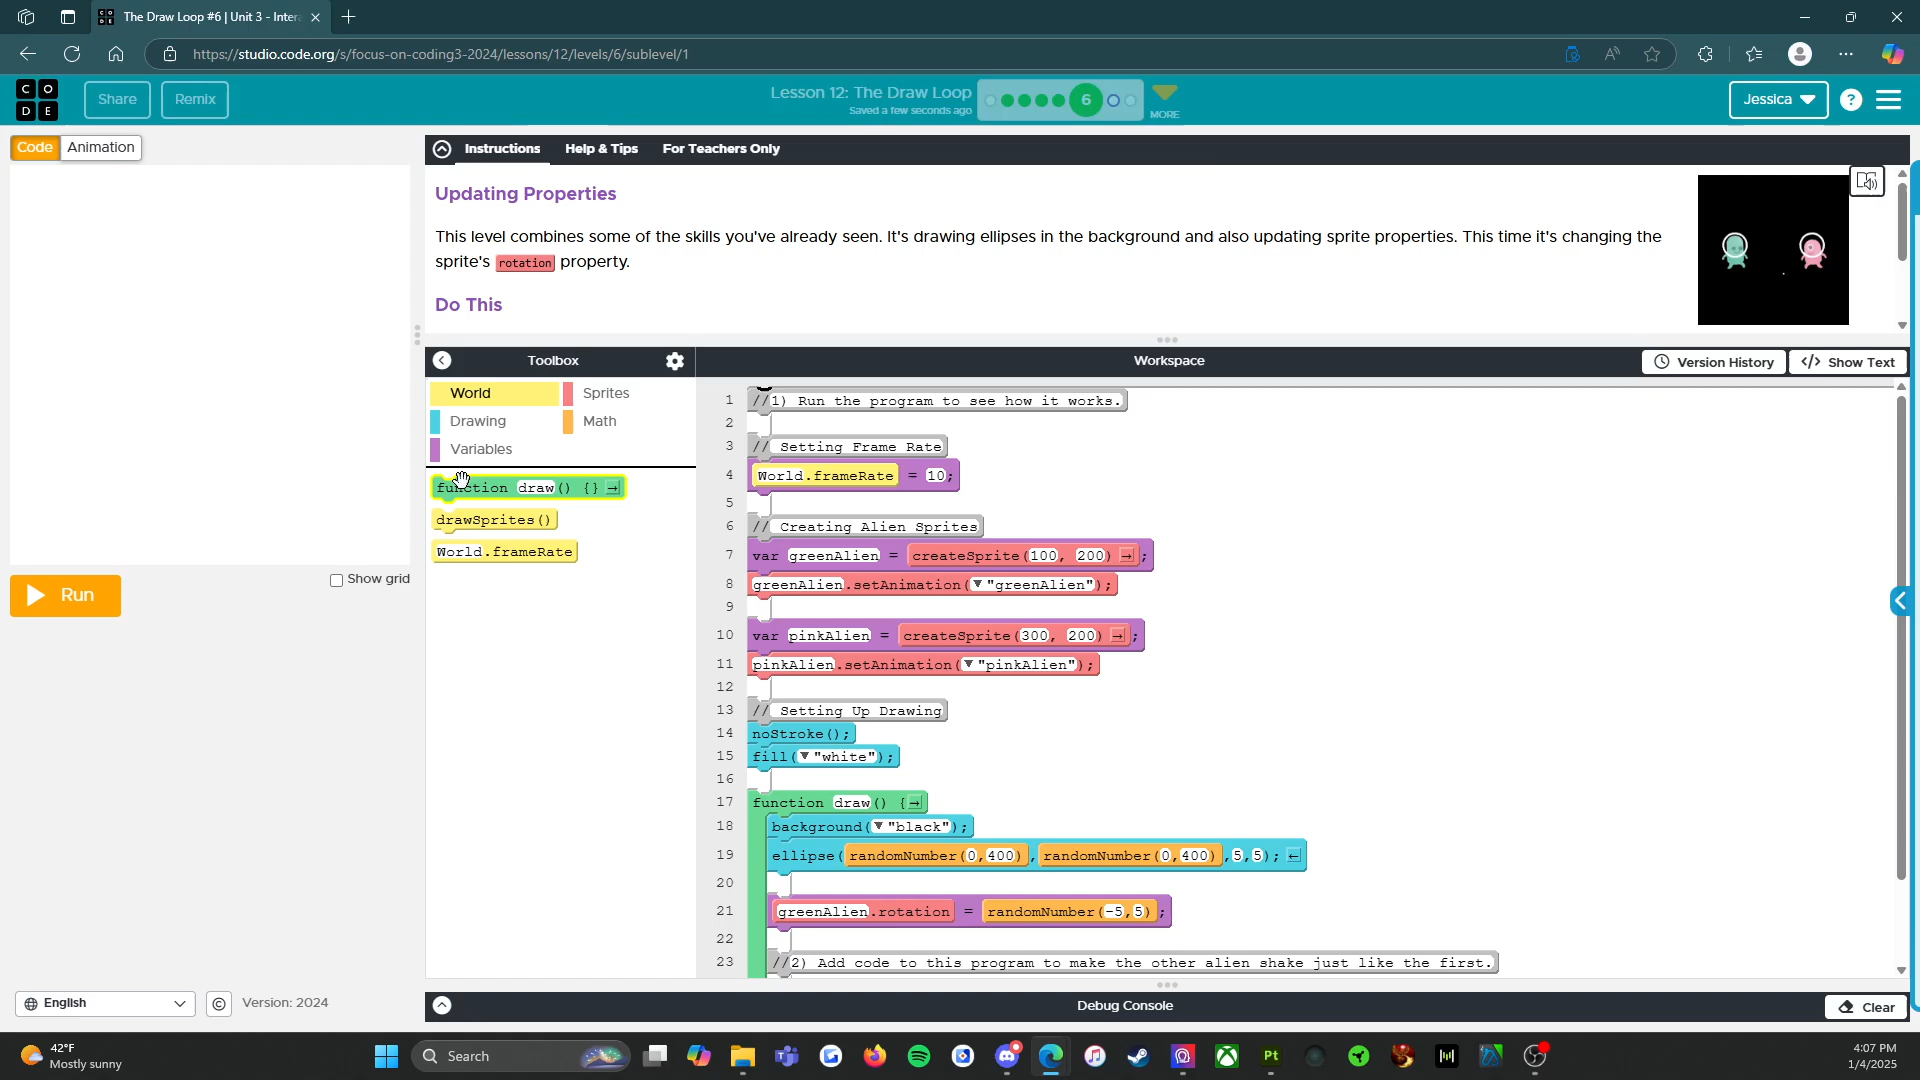 The Draw Loop #6 | Unit 3 - Inter
https://studio.code.org/s/focus-on-coding3-2024/lessons/12/levels/6/sublevel/1
C O
D E
Share
Remix
Lesson 12: The Draw Loop
Saved a few seconds ago
6
MORE
Jessica
?
Code
Animation
Instructions
Help & Tips
For Teachers Only
Updating Properties
This level combines some of the skills you've already seen. It's drawing ellipses in the background and also updating sprite properties. This time it's changing the
sprite's rotation property.
Do This
Toolbox
Workspace
Version History
</> Show Text
World
Sprites
Drawing
Math
Variables
function draw() {}
drawSprites()
World.frameRate
1 //1) Run the program to see how it works.
2
3 // Setting Frame Rate
4 World.frameRate = 10;
5
6 // Creating Alien Sprites
7 var greenAlien = createSprite(100, 200) → ;
8 greenAlien.setAnimation(▼ "greenAlien");
9
10 var pinkAlien = createSprite(300, 200) → ;
11 pinkAlien.setAnimation(▼ "pinkAlien");
12
13 // Setting Up Drawing
14 noStroke();
15 fill(▼ "white");
16
17 function draw() { →
18 background(▼ "black");
19 ellipse(randomNumber(0,400),randomNumber(0,400),5,5); ←
20
21 greenAlien.rotation = randomNumber(-5,5);
22
23 //2) Add code to this program to make the other alien shake just like the first.
Run
Show grid
English
©
Version: 2024
Debug Console
Clear
42°F
Mostly sunny
Search
Pt
4:07 PM
1/4/2025